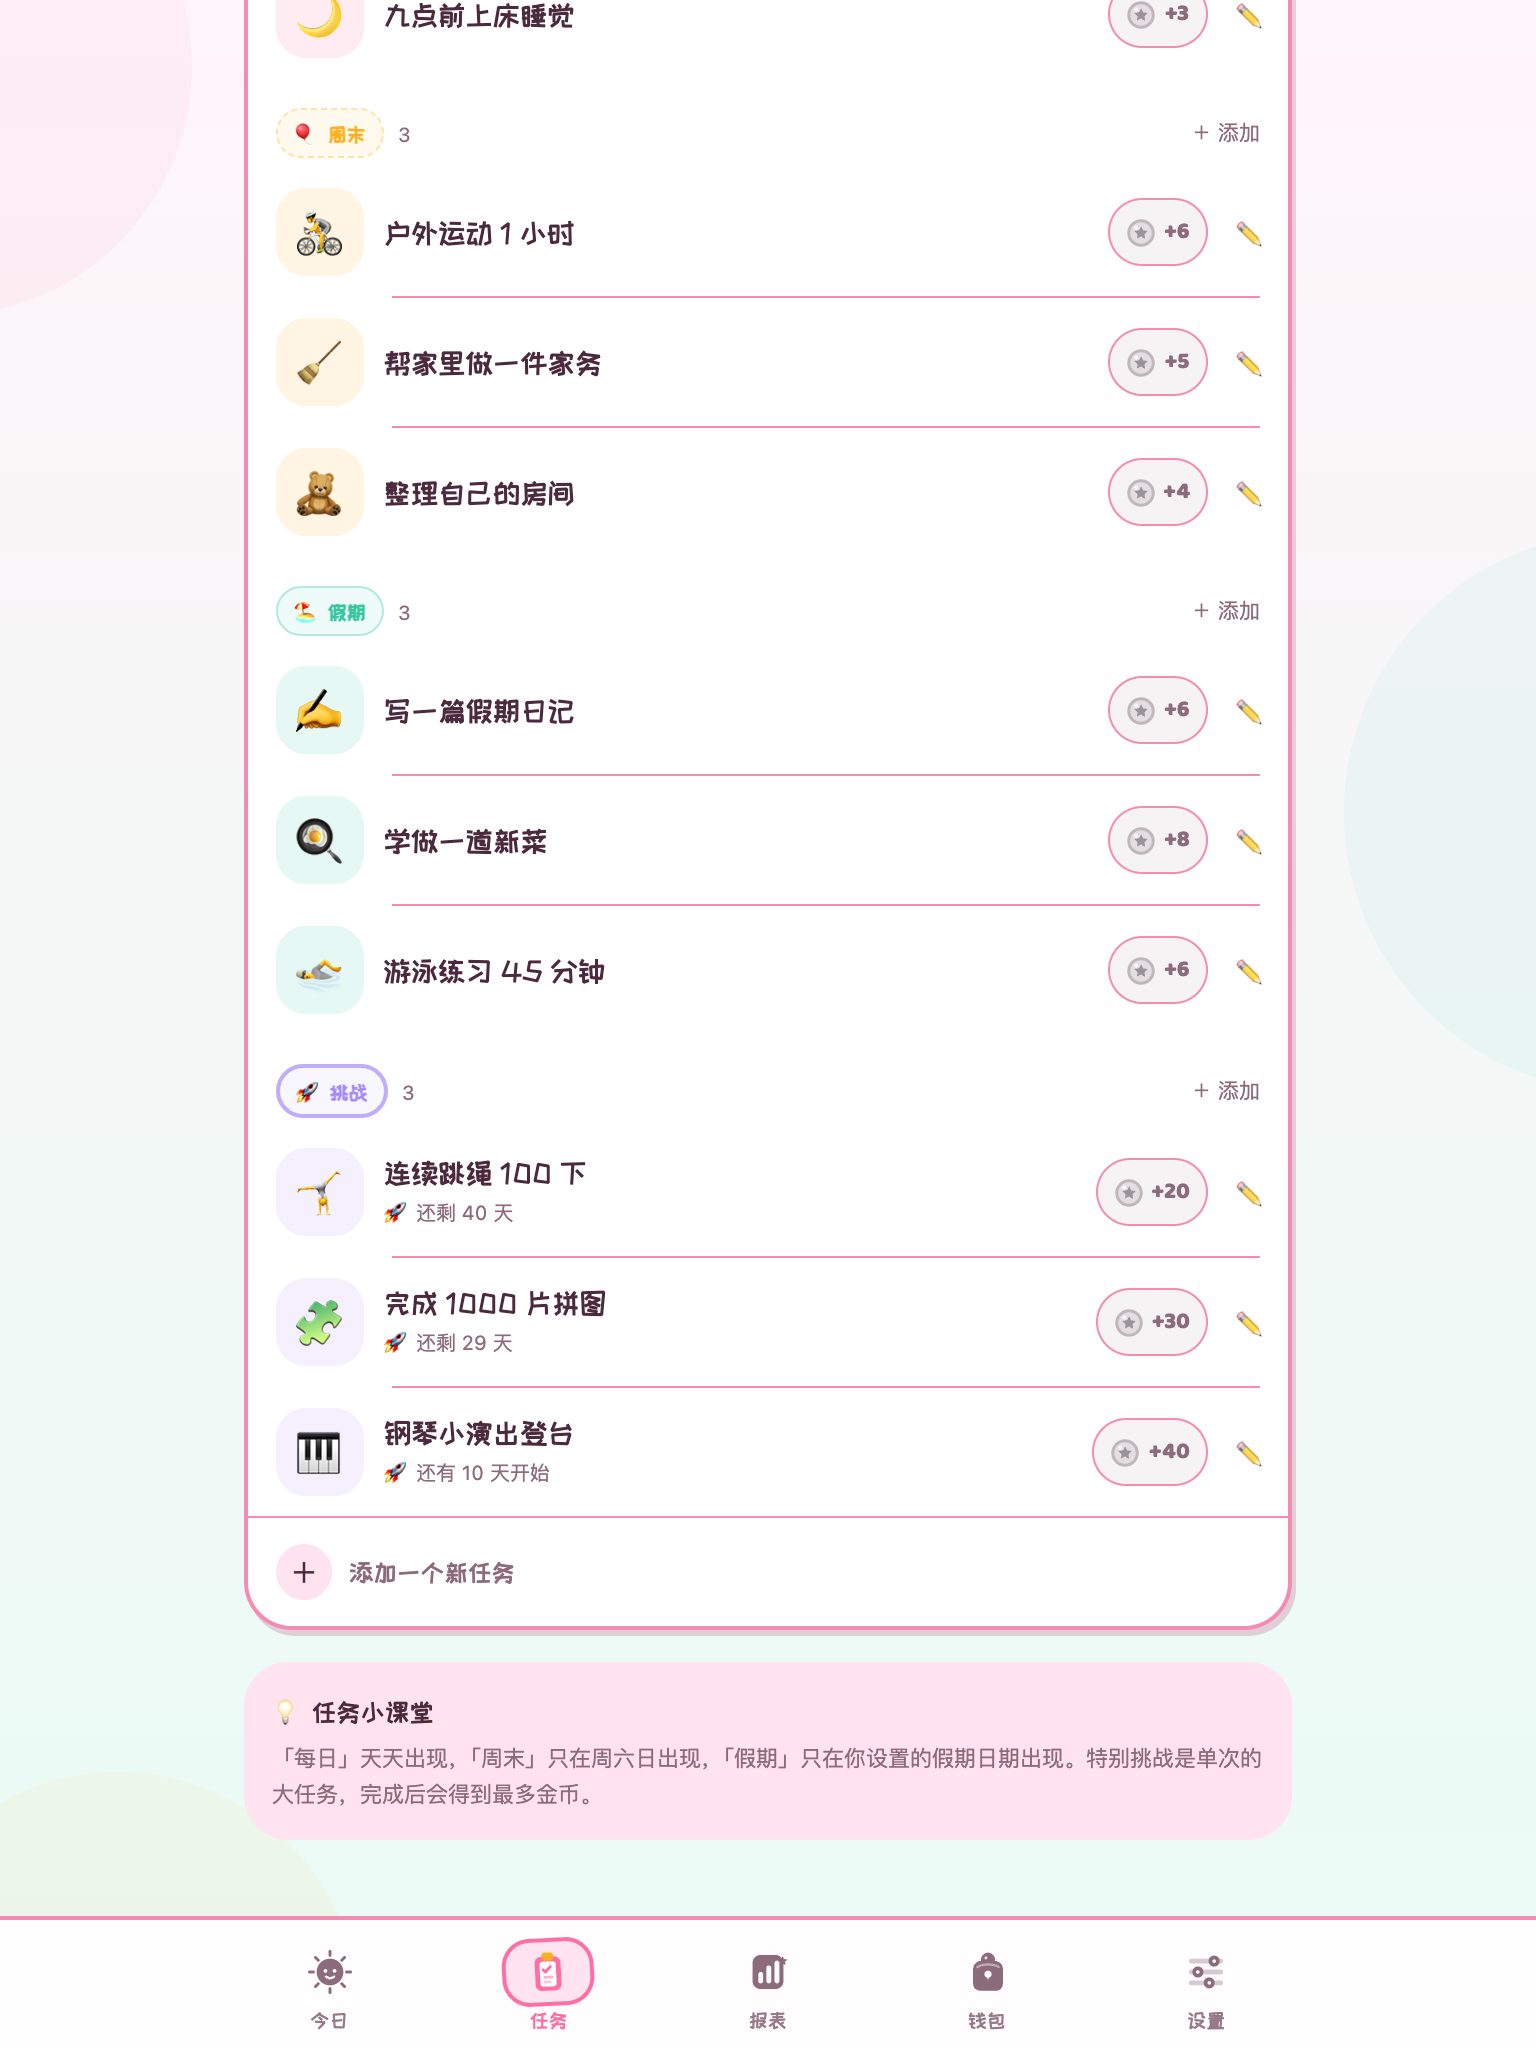 九点前上床睡觉
+3
周末
3
+ 添加
户外运动 1 小时
+6
帮家里做一件家务
+5
整理自己的房间
+4
假期
3
+ 添加
写一篇假期日记
+6
学做一道新菜
+8
游泳练习 45 分钟
+6
挑战
3
+ 添加
连续跳绳 100 下
还剩 40 天
+20
完成 1000 片拼图
还剩 29 天
+30
钢琴小演出登台
还有 10 天开始
+40
添加一个新任务
任务小课堂
「每日」天天出现，「周末」只在周六日出现，「假期」只在你设置的假期日期出现。特别挑战是单次的
大任务，完成后会得到最多金币。
今日
任务
报表
钱包
设置